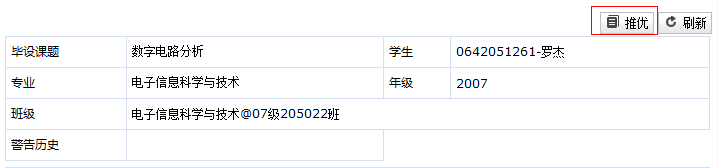 推优 刷新
毕设课题 数字电路分析 学生 0642051261-罗杰
专业 电子信息科学与技术 年级 2007
班级 电子信息科学与技术@07级205022班
警告历史